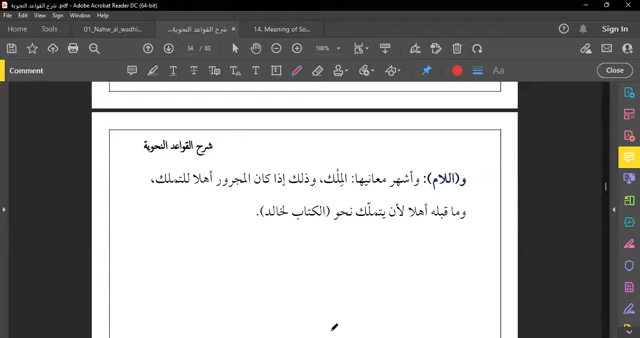 شرح القواعد النحوية.pdf - Adobe Acrobat Reader DC (64-bit)
File Edit View Sign Window Help
Home Tools 01_Nahw_al_wadhi... شرح القواعد النحوية... × 14. Meaning of So... Sign In
34 / 83 100%
Comment Aa Close
شرح القواعد النحوية
و(اللام): وأشهر معانيها: المِلْك، وذلك إذا كان المجرور أهلا للتملك،
وما قبله أهلا لأن يتملّك نحو (الكتاب لخالد).